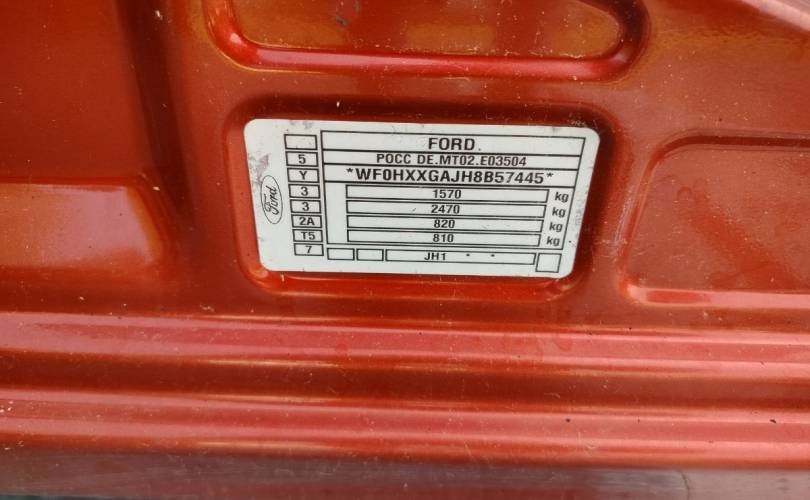 FORD
5 РОСС DE.MT02.E03504
Y *WF0HXXGAJH8B57445*
3 1570 kg
3 2470 kg
2A 820 kg
T5 810 kg
7 JH1 * *
Ford